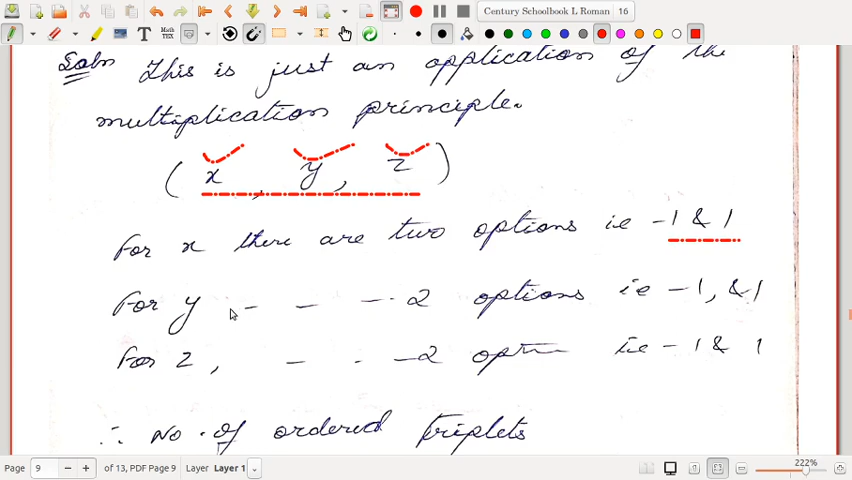 Century Schoolbook L Roman 16
Math TEX
Soln This is just an application of the
multiplication principle.
( x , y , z )
For x there are two options ie -1 & 1
For y - - - 2 options ie -1, & 1
For z, - - - 2 option ie -1 & 1
∴ No. of ordered triplets
Page 9 of 13, PDF Page 9 Layer Layer 1 222%